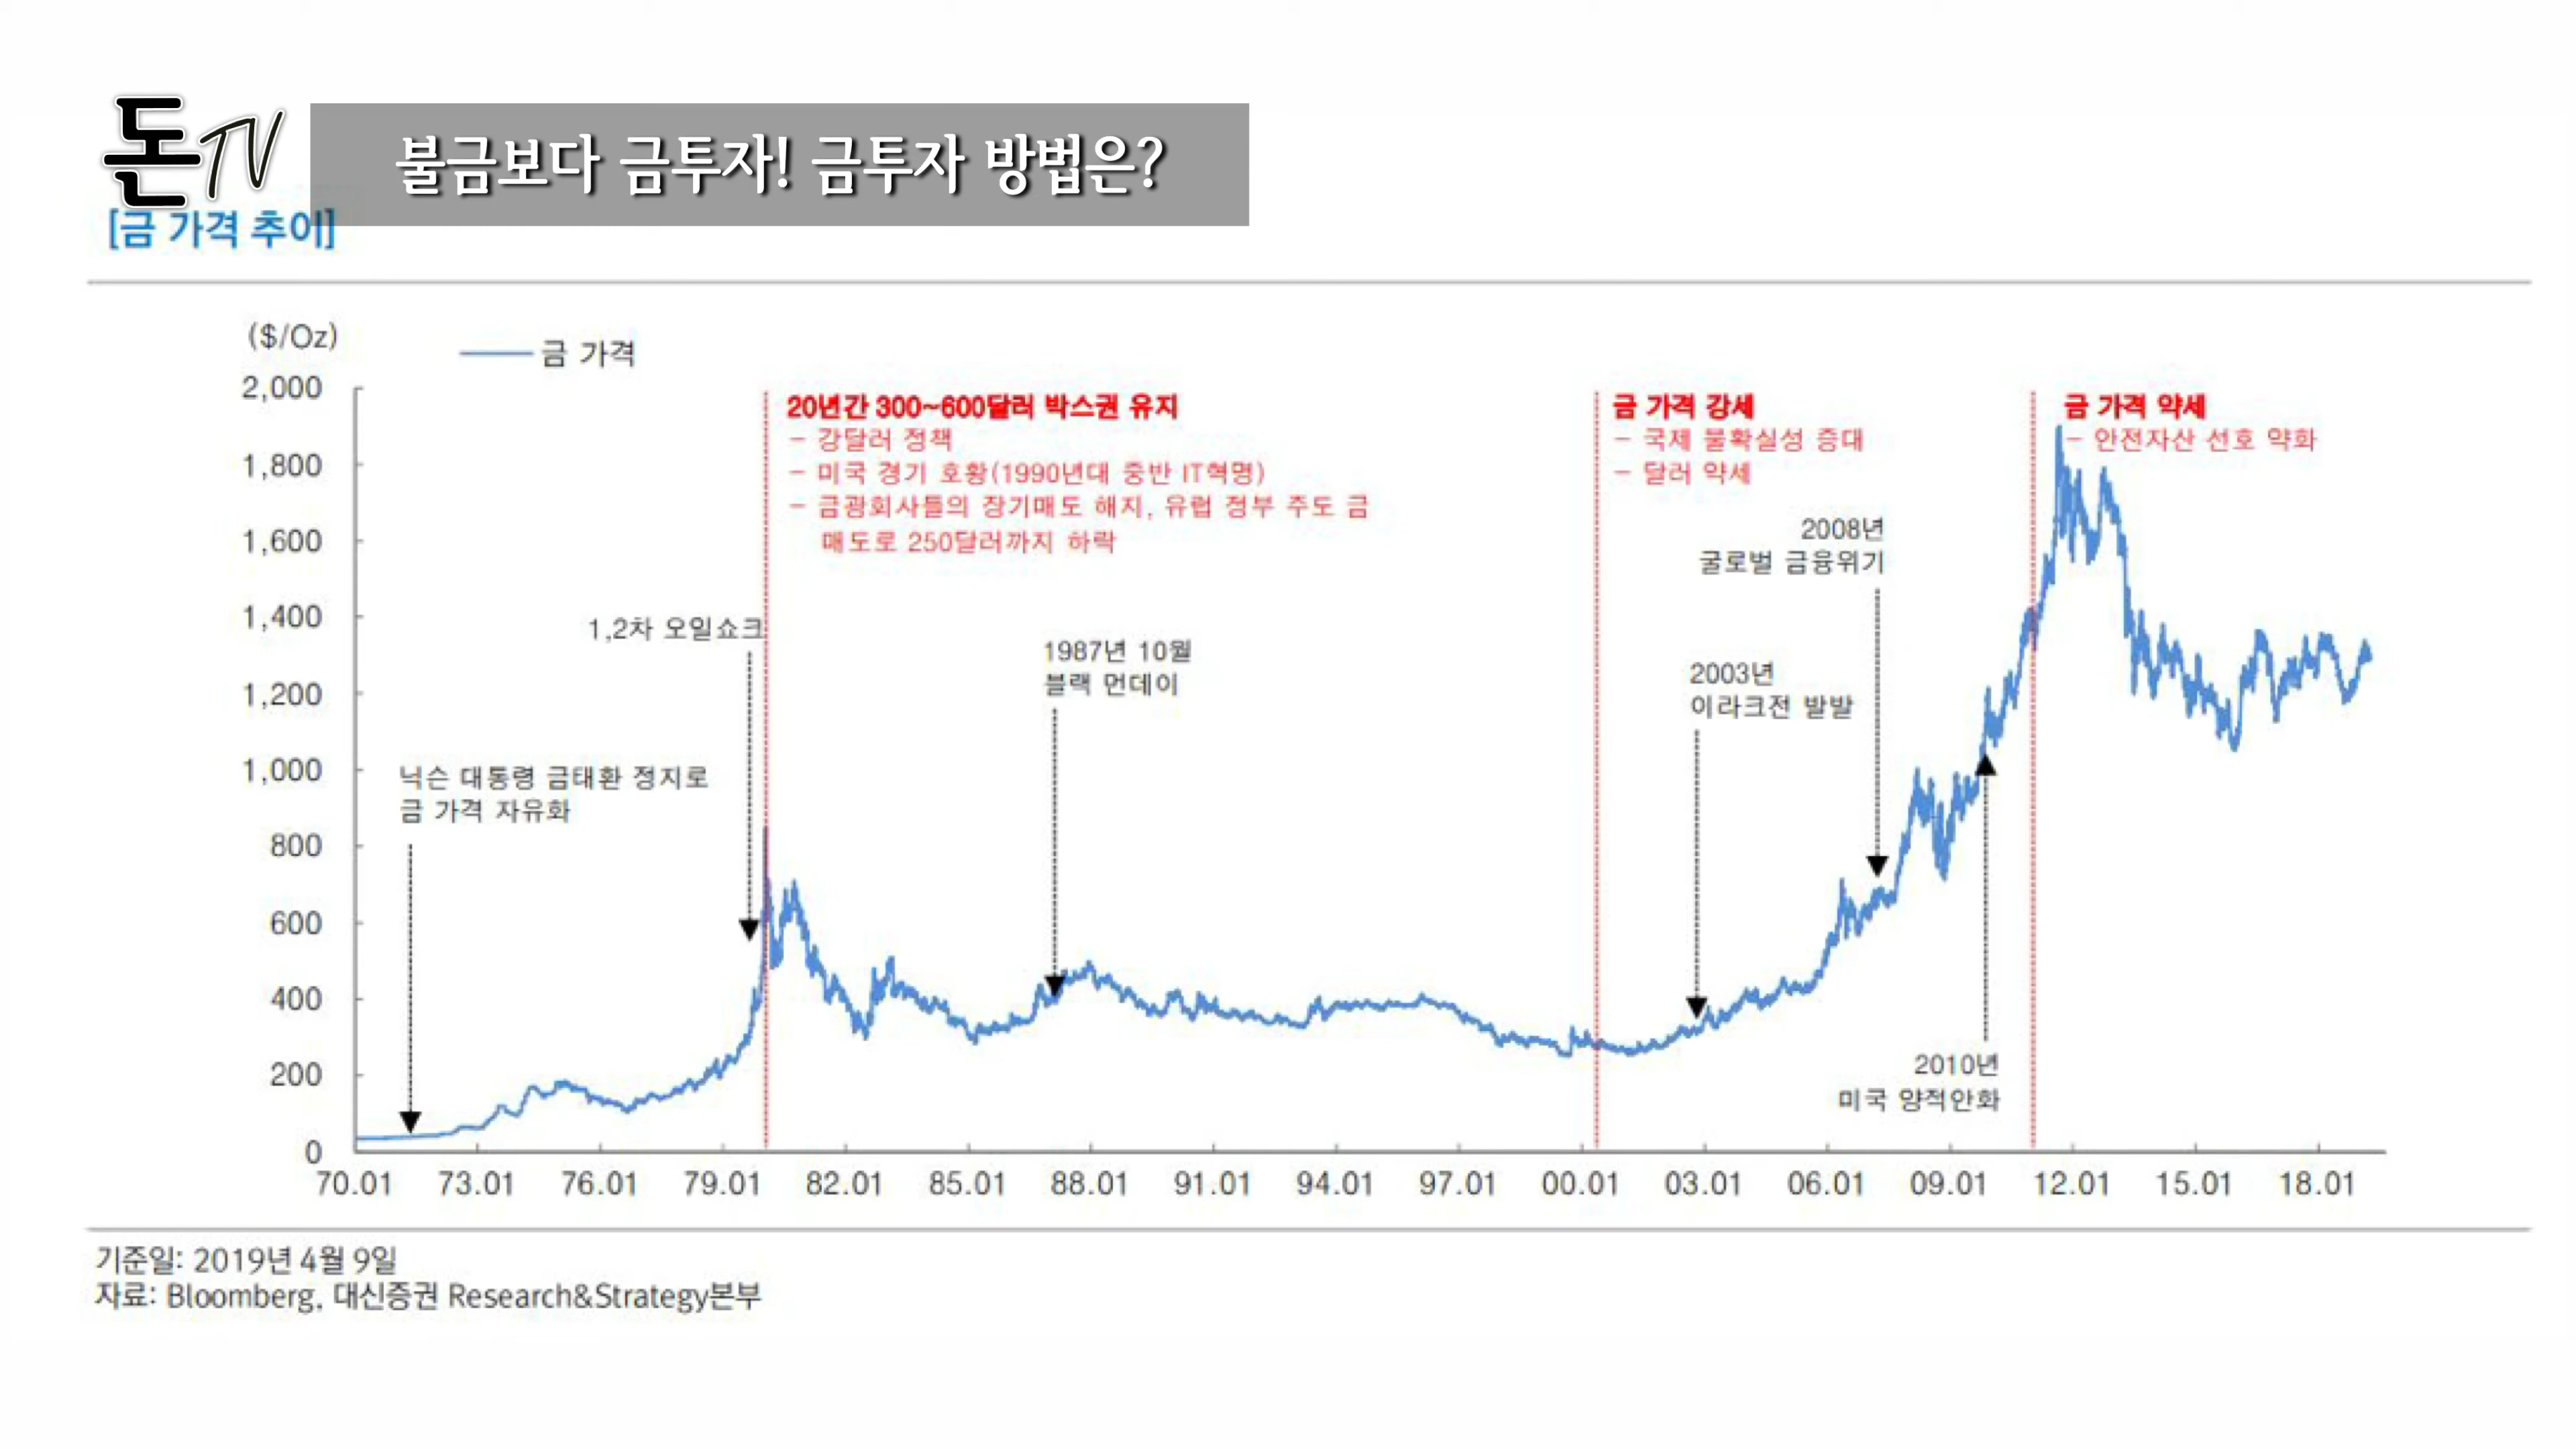 돈TV
불금보다 금투자! 금투자 방법은?
[금 가격 추이]
($/Oz)
금 가격
2,000
1,800
1,600
1,400
1,200
1,000
800
600
400
200
0
20년간 300~600달러 박스권 유지
- 강달러 정책
- 미국 경기 호황(1990년대 중반 IT혁명)
- 금광회사들의 장기매도 해지, 유럽 정부 주도 금
매도로 250달러까지 하락
금 가격 강세
- 국제 불확실성 증대
- 달러 약세
금 가격 약세
- 안전자산 선호 약화
닉슨 대통령 금태환 정지로
금 가격 자유화
1,2차 오일쇼크
1987년 10월
블랙 먼데이
2003년
이라크전 발발
2008년
굴로벌 금융위기
2010년
미국 양적안화
70.01 73.01 76.01 79.01 82.01 85.01 88.01 91.01 94.01 97.01 00.01 03.01 06.01 09.01 12.01 15.01 18.01
기준일: 2019년 4월 9일
자료: Bloomberg, 대신증권 Research&Strategy본부